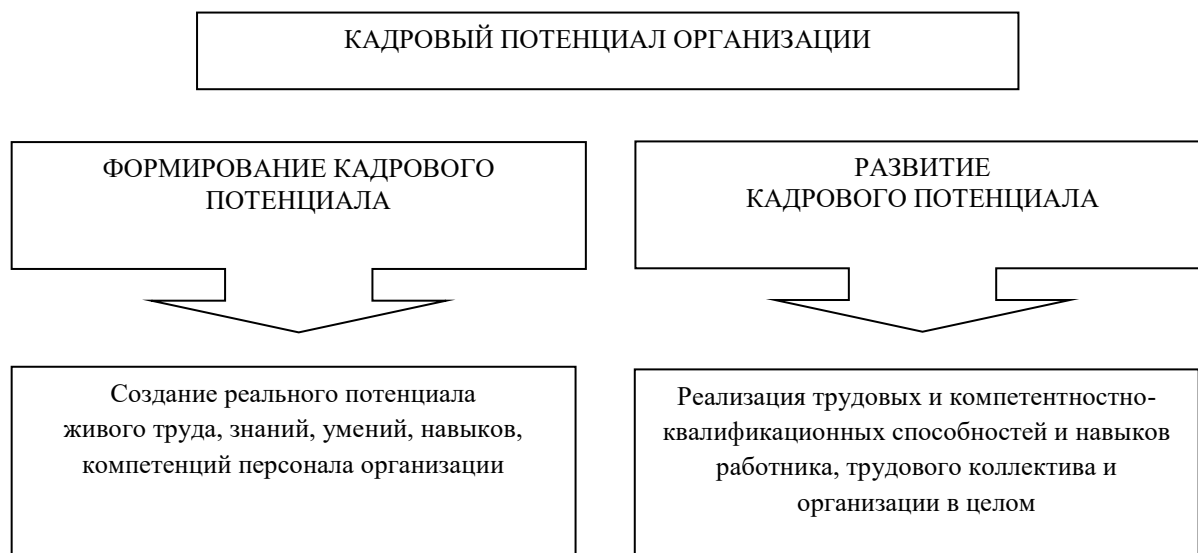 КАДРОВЫЙ ПОТЕНЦИАЛ ОРГАНИЗАЦИИ
ФОРМИРОВАНИЕ КАДРОВОГО
ПОТЕНЦИАЛА
РАЗВИТИЕ
КАДРОВОГО ПОТЕНЦИАЛА
Создание реального потенциала
живого труда, знаний, умений, навыков,
компетенций персонала организации
Реализация трудовых и компетентностно-
квалификационных способностей и навыков
работника, трудового коллектива и
организации в целом